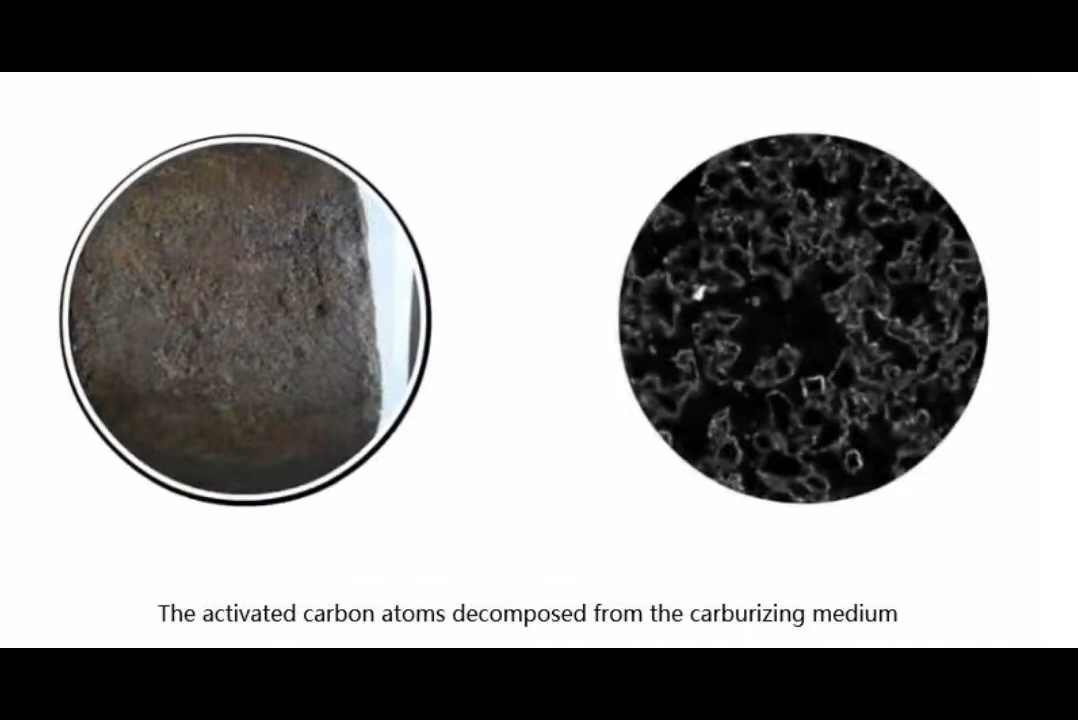 The activated carbon atoms decomposed from the carburizing medium